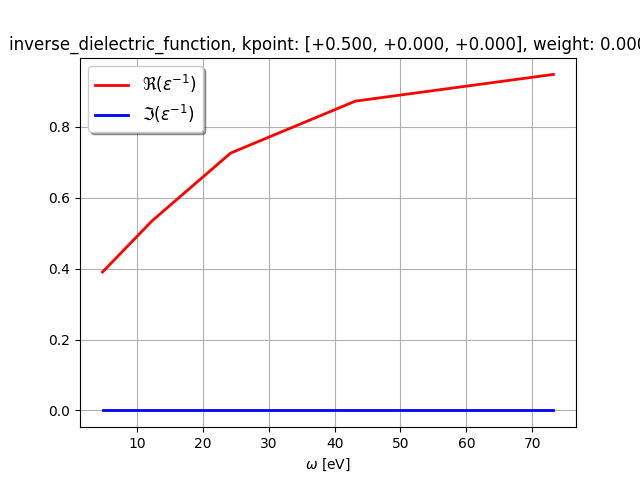 inverse_dielectric_function, kpoint: [+0.500, +0.000, +0.000], weight: 0.000
ℜ(ε⁻¹)
ℑ(ε⁻¹)
0.8
0.6
0.4
0.2
0.0
10 20 30 40 50 60 70
ω [eV]